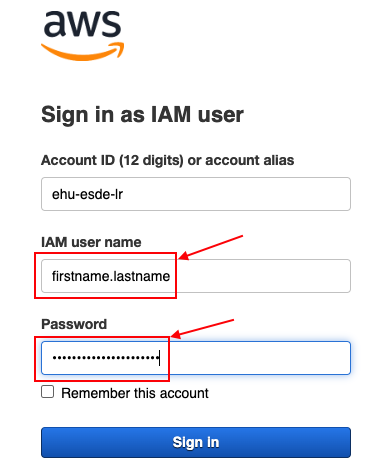 aws
Sign in as IAM user
Account ID (12 digits) or account alias
ehu-esde-lr
IAM user name
firstname.lastname
Password
••••••••••••••••••••••
Remember this account
Sign in